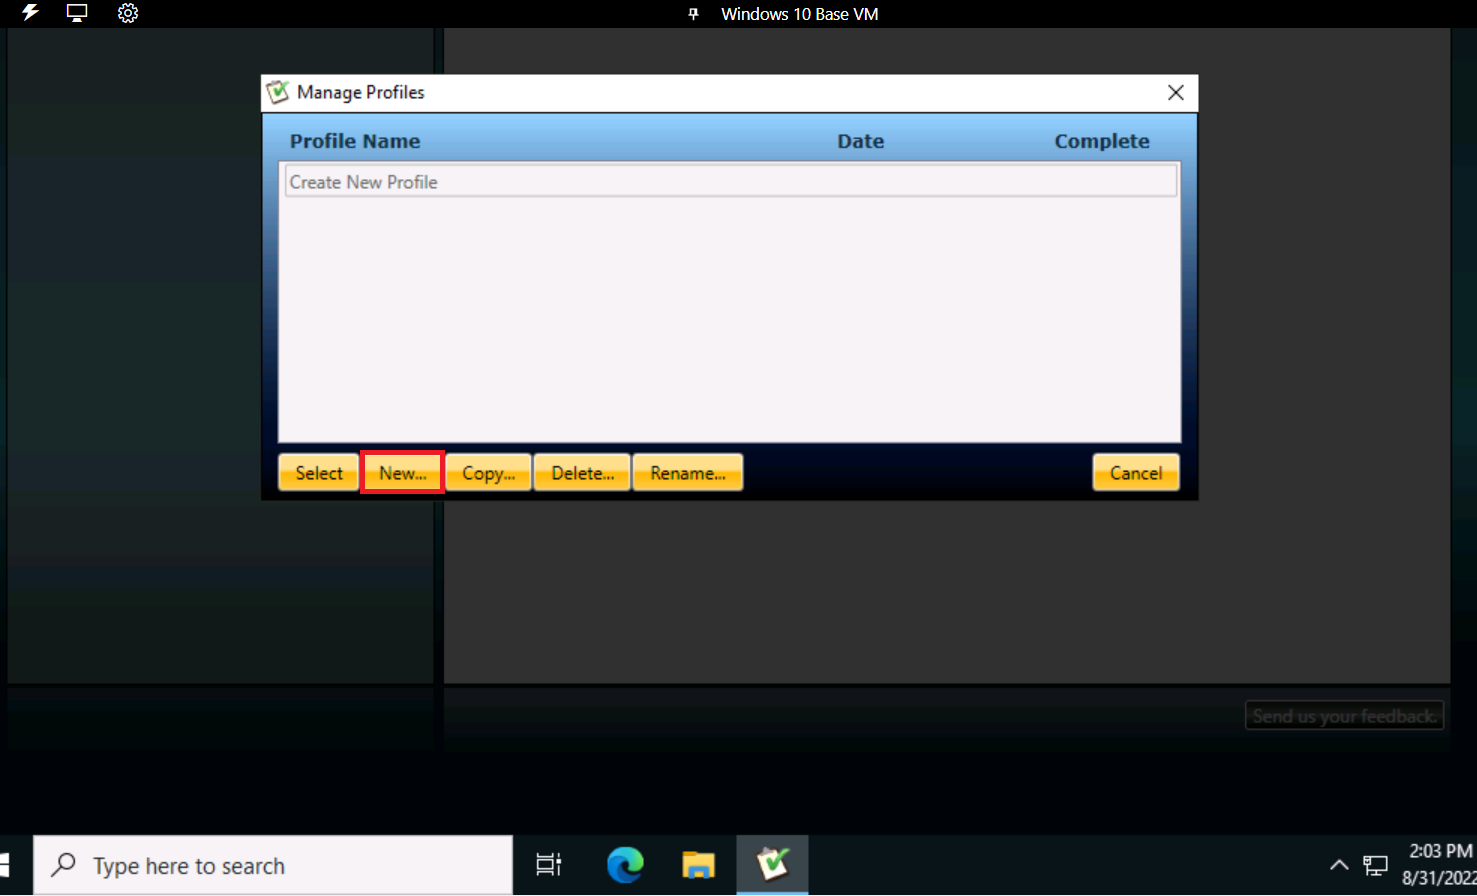 Windows 10 Base VM
Manage Profiles
Profile Name Date Complete
Create New Profile
Select New... Copy... Delete... Rename... Cancel
Send us your feedback.
Type here to search
2:03 PM
8/31/2022